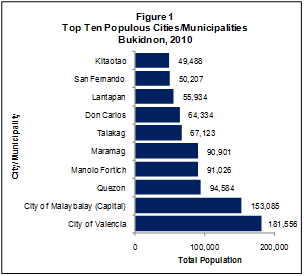 Figure 1
Top Ten Populous Cities/Municipalities
Bukidnon, 2010
Kitaotao 49,488
San Fernando 50,207
Lantapan 55,934
Don Carlos 64,334
Talakag 67,123
Maramag 90,901
Manolo Fortich 91,026
Quezon 94,584
City of Malaybalay (Capital) 153,085
City of Valencia 181,556
City/Municipality
0 100,000 200,000
Total Population